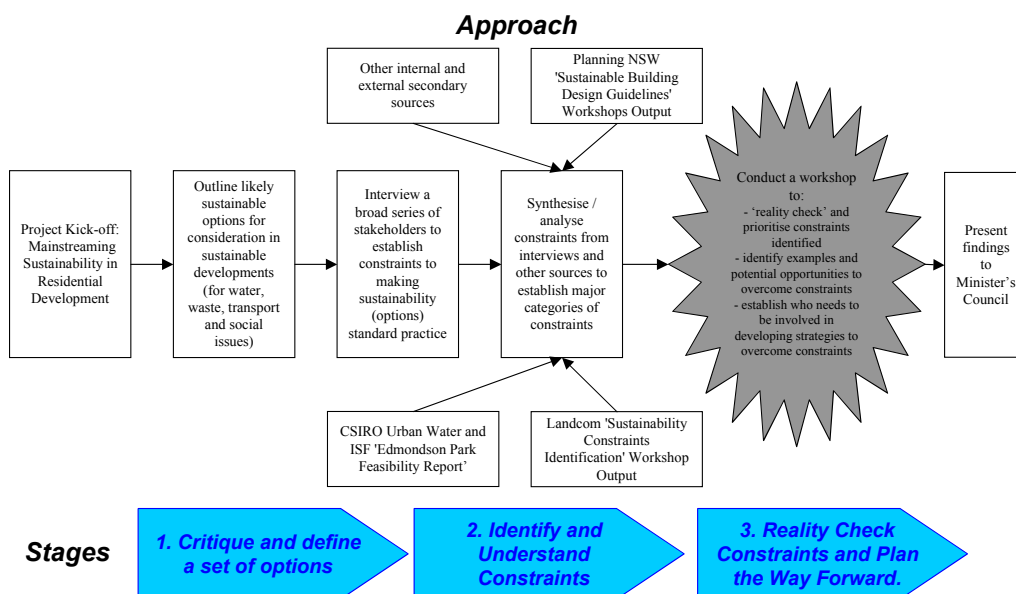 Approach
Other internal and
external secondary
sources
Planning NSW
'Sustainable Building
Design Guidelines'
Workshops Output
Project Kick-off:
Mainstreaming
Sustainability in
Residential
Development
Outline likely
sustainable
options for
consideration in
sustainable
developments
(for water,
waste, transport
and social
issues)
Interview a
broad series of
stakeholders to
establish
constraints to
making
sustainability
(options)
standard practice
Synthesise /
analyse
constraints from
interviews and
other sources to
establish major
categories of
constraints
Conduct a workshop
to:
- ‘reality check’ and
prioritise constraints
identified
- identify examples and
potential opportunities to
overcome constraints
- establish who needs to
be involved in
developing strategies to
overcome constraints
Present
findings
to
Minister’s
Council
CSIRO Urban Water and
ISF 'Edmondson Park
Feasibility Report’
Landcom 'Sustainability
Constraints
Identification' Workshop
Output
Stages
1. Critique and define
a set of options
2. Identify and
Understand
Constraints
3. Reality Check
Constraints and Plan
the Way Forward.